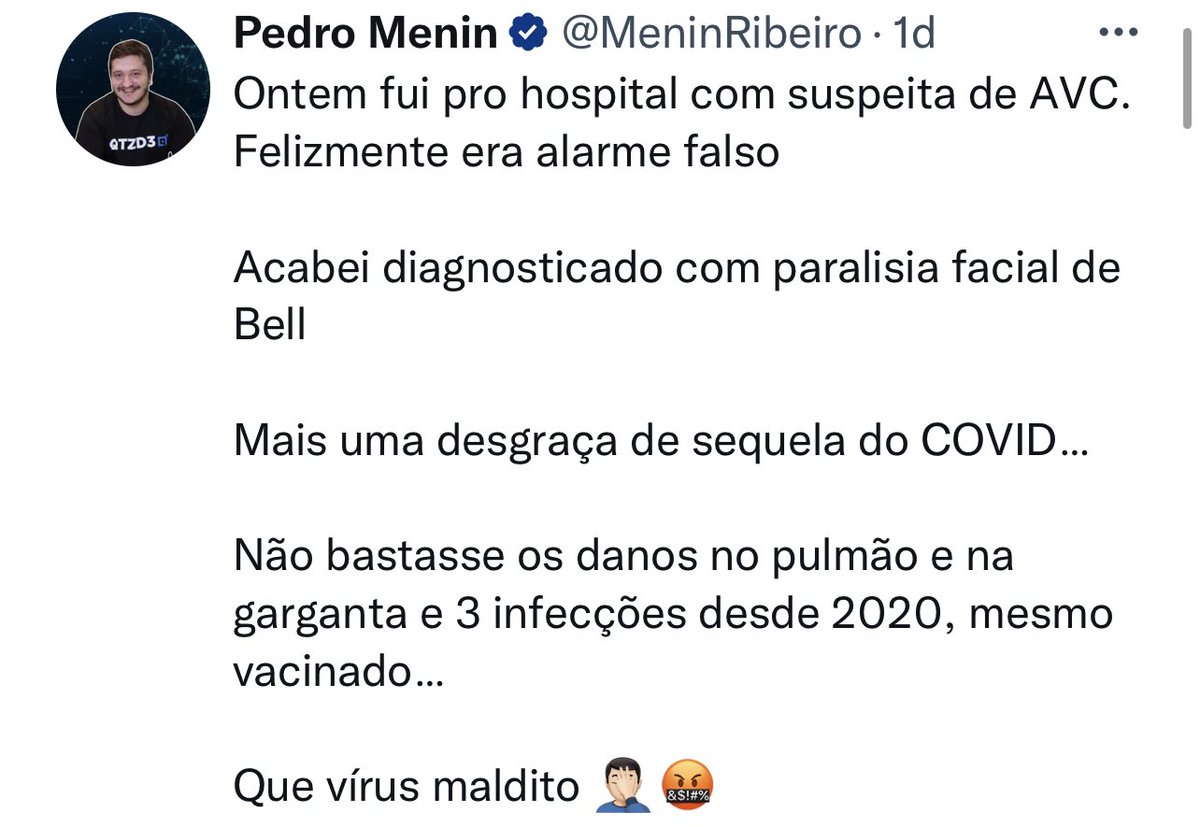 Pedro Menin @MeninRibeiro · 1d
Ontem fui pro hospital com suspeita de AVC.
Felizmente era alarme falso
Acabei diagnosticado com paralisia facial de
Bell
Mais uma desgraça de sequela do COVID...
Não bastasse os danos no pulmão e na
garganta e 3 infecções desde 2020, mesmo
vacinado...
Que vírus maldito 🤦🏻‍♂️🤬
QTZD3